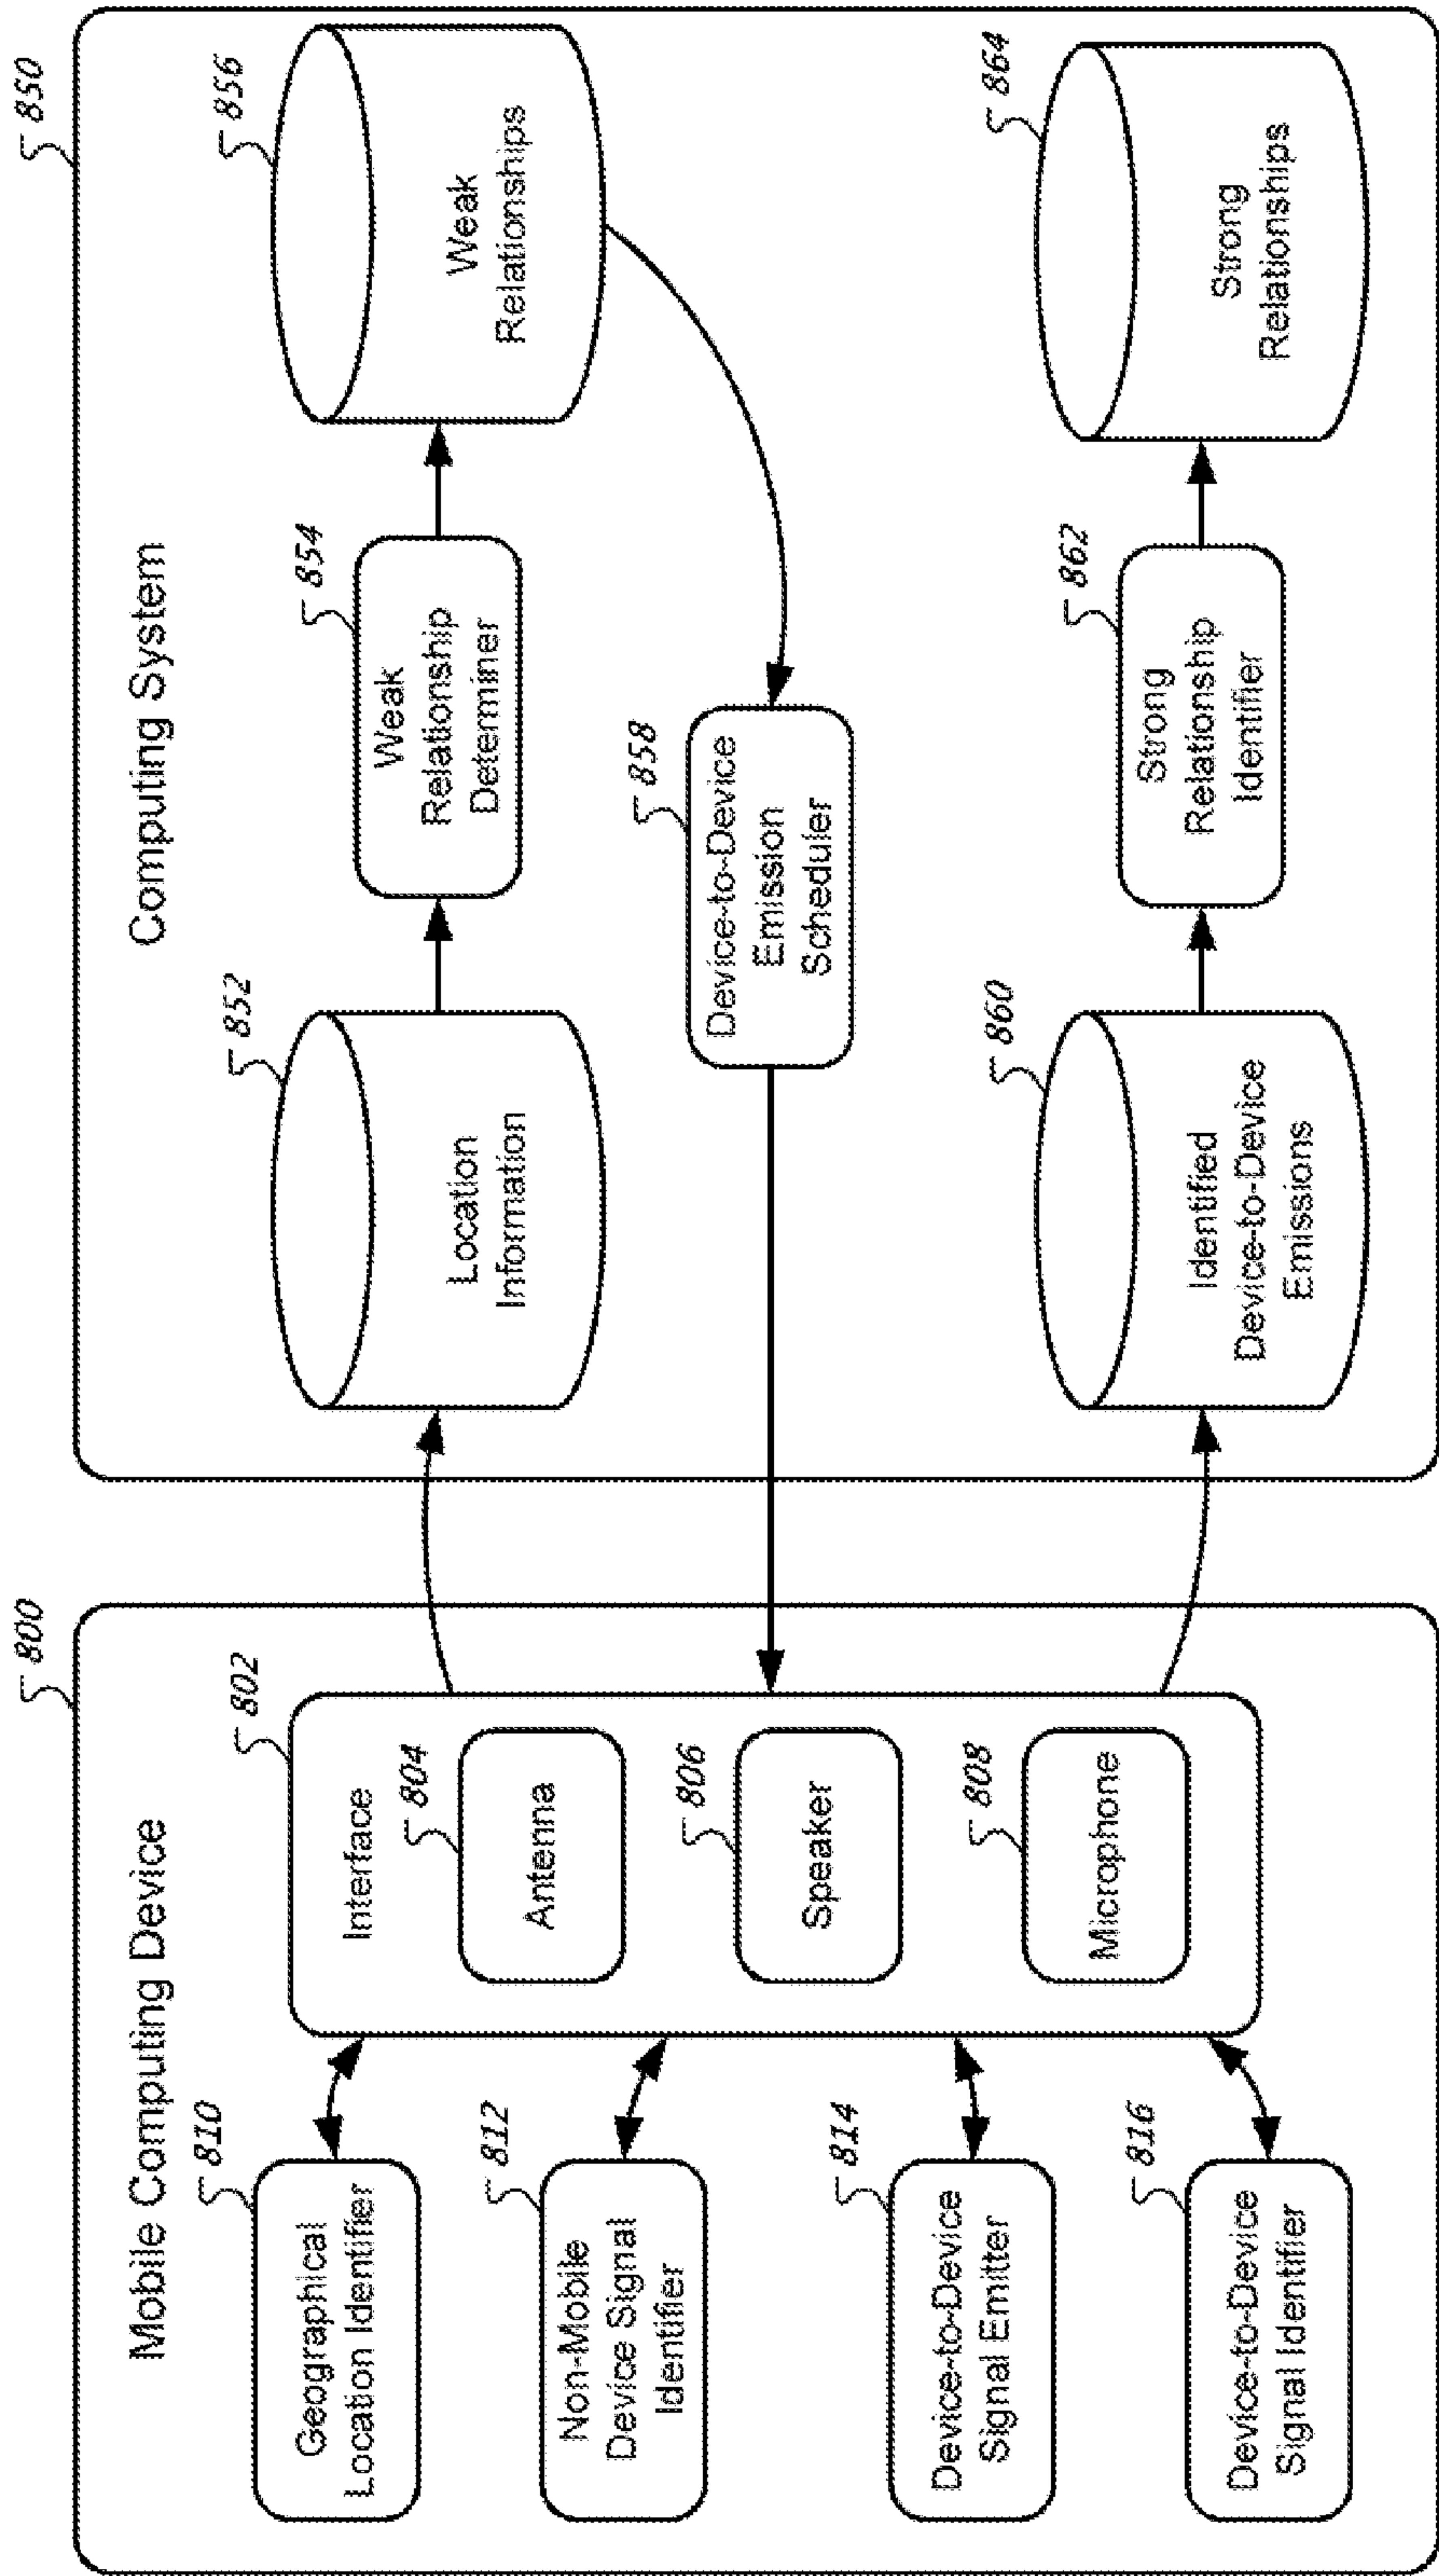 800
Mobile Computing Device
810
Geographical
Location Identifier
812
Non-Mobile
Device Signal
Identifier
814
Device-to-Device
Signal Emitter
816
Device-to-Device
Signal Identifier
802
Interface
804
Antenna
806
Speaker
808
Microphone
850
Computing System
852
Location
Information
854
Weak
Relationship
Determiner
856
Weak
Relationships
858
Device-to-Device
Emission
Scheduler
860
Identified
Device-to-Device
Emissions
862
Strong
Relationship
Identifier
864
Strong
Relationships